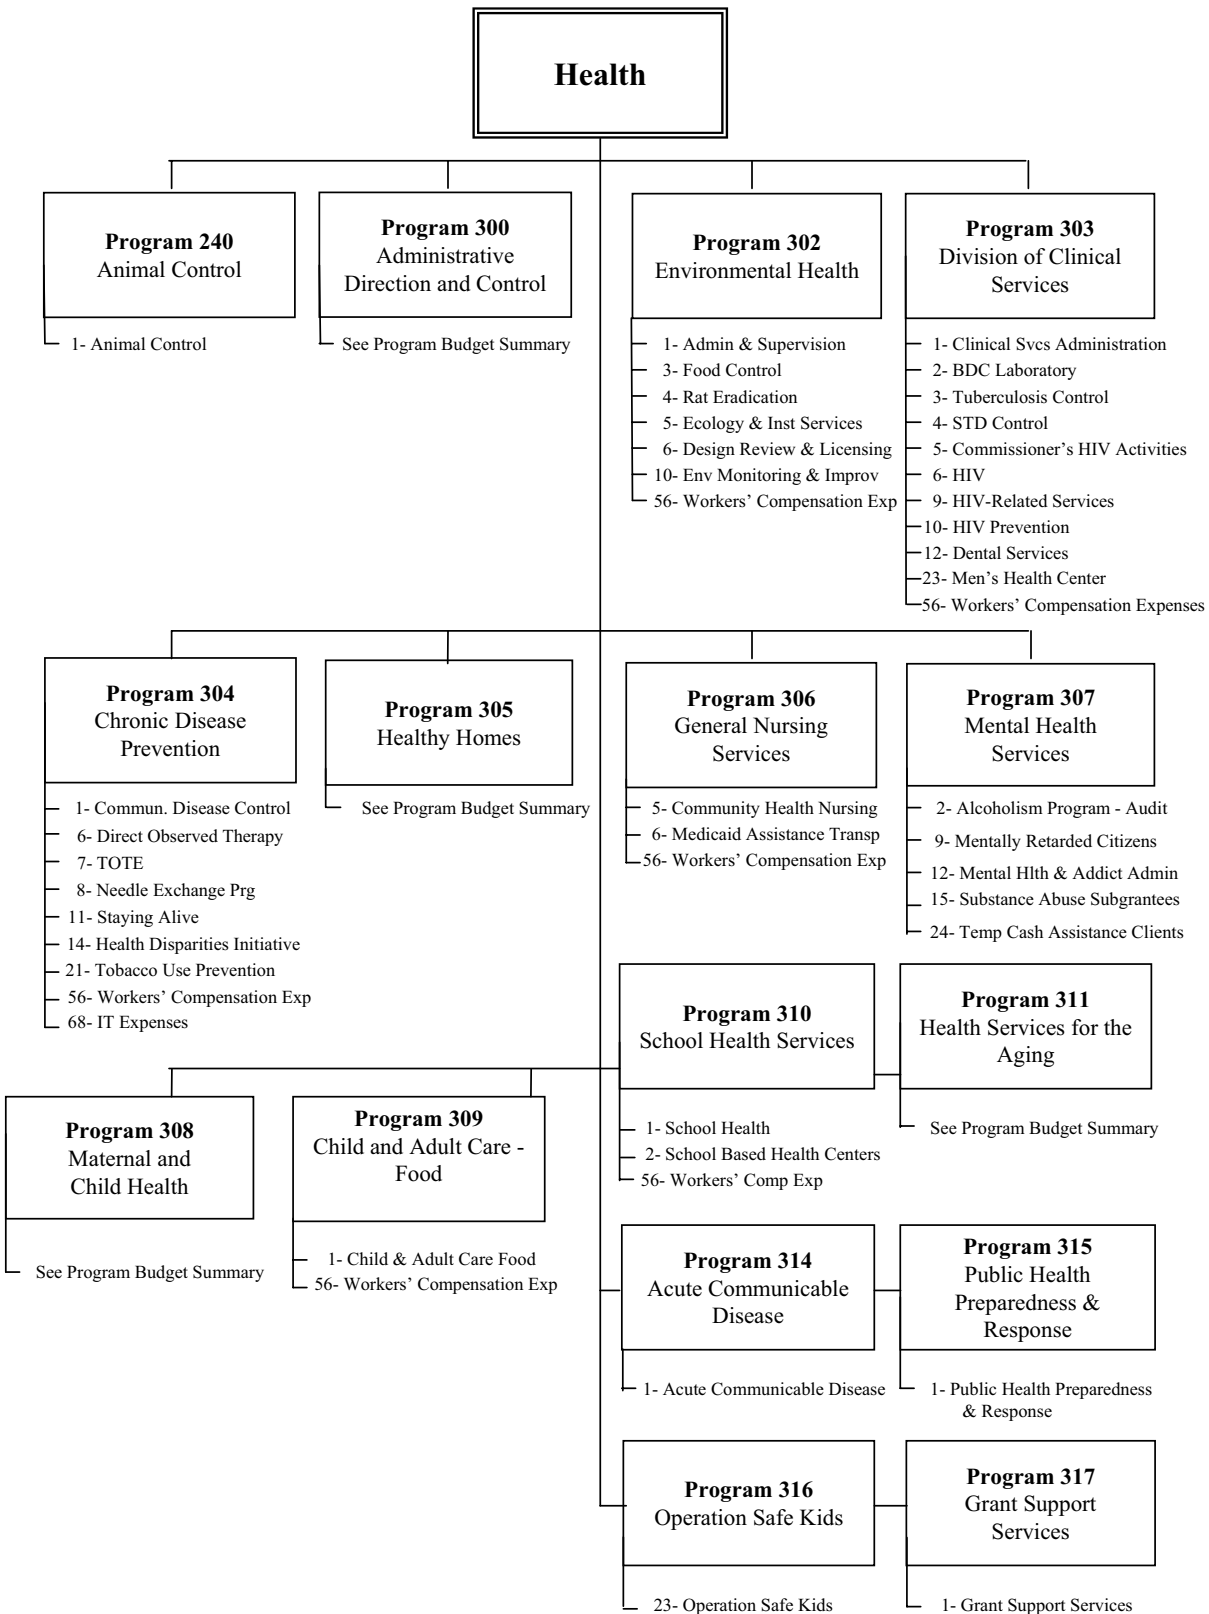 Health
Program 240
Animal Control
1- Animal Control
Program 300
Administrative
Direction and Control
See Program Budget Summary
Program 302
Environmental Health
1- Admin & Supervision
3- Food Control
4- Rat Eradication
5- Ecology & Inst Services
6- Design Review & Licensing
10- Env Monitoring & Improv
56- Workers’ Compensation Exp
Program 303
Division of Clinical
Services
1- Clinical Svcs Administration
2- BDC Laboratory
3- Tuberculosis Control
4- STD Control
5- Commissioner’s HIV Activities
6- HIV
9- HIV-Related Services
10- HIV Prevention
12- Dental Services
23- Men’s Health Center
56- Workers’ Compensation Expenses
Program 304
Chronic Disease
Prevention
1- Commun. Disease Control
6- Direct Observed Therapy
7- TOTE
8- Needle Exchange Prg
11- Staying Alive
14- Health Disparities Initiative
21- Tobacco Use Prevention
56- Workers’ Compensation Exp
68- IT Expenses
Program 305
Healthy Homes
See Program Budget Summary
Program 306
General Nursing
Services
5- Community Health Nursing
6- Medicaid Assistance Transp
56- Workers’ Compensation Exp
Program 307
Mental Health
Services
2- Alcoholism Program - Audit
9- Mentally Retarded Citizens
12- Mental Hlth & Addict Admin
15- Substance Abuse Subgrantees
24- Temp Cash Assistance Clients
Program 308
Maternal and
Child Health
See Program Budget Summary
Program 309
Child and Adult Care -
Food
1- Child & Adult Care Food
56- Workers’ Compensation Exp
Program 310
School Health Services
1- School Health
2- School Based Health Centers
56- Workers’ Comp Exp
Program 311
Health Services for the
Aging
See Program Budget Summary
Program 314
Acute Communicable
Disease
1- Acute Communicable Disease
Program 315
Public Health
Preparedness &
Response
1- Public Health Preparedness
& Response
Program 316
Operation Safe Kids
23- Operation Safe Kids
Program 317
Grant Support
Services
1- Grant Support Services